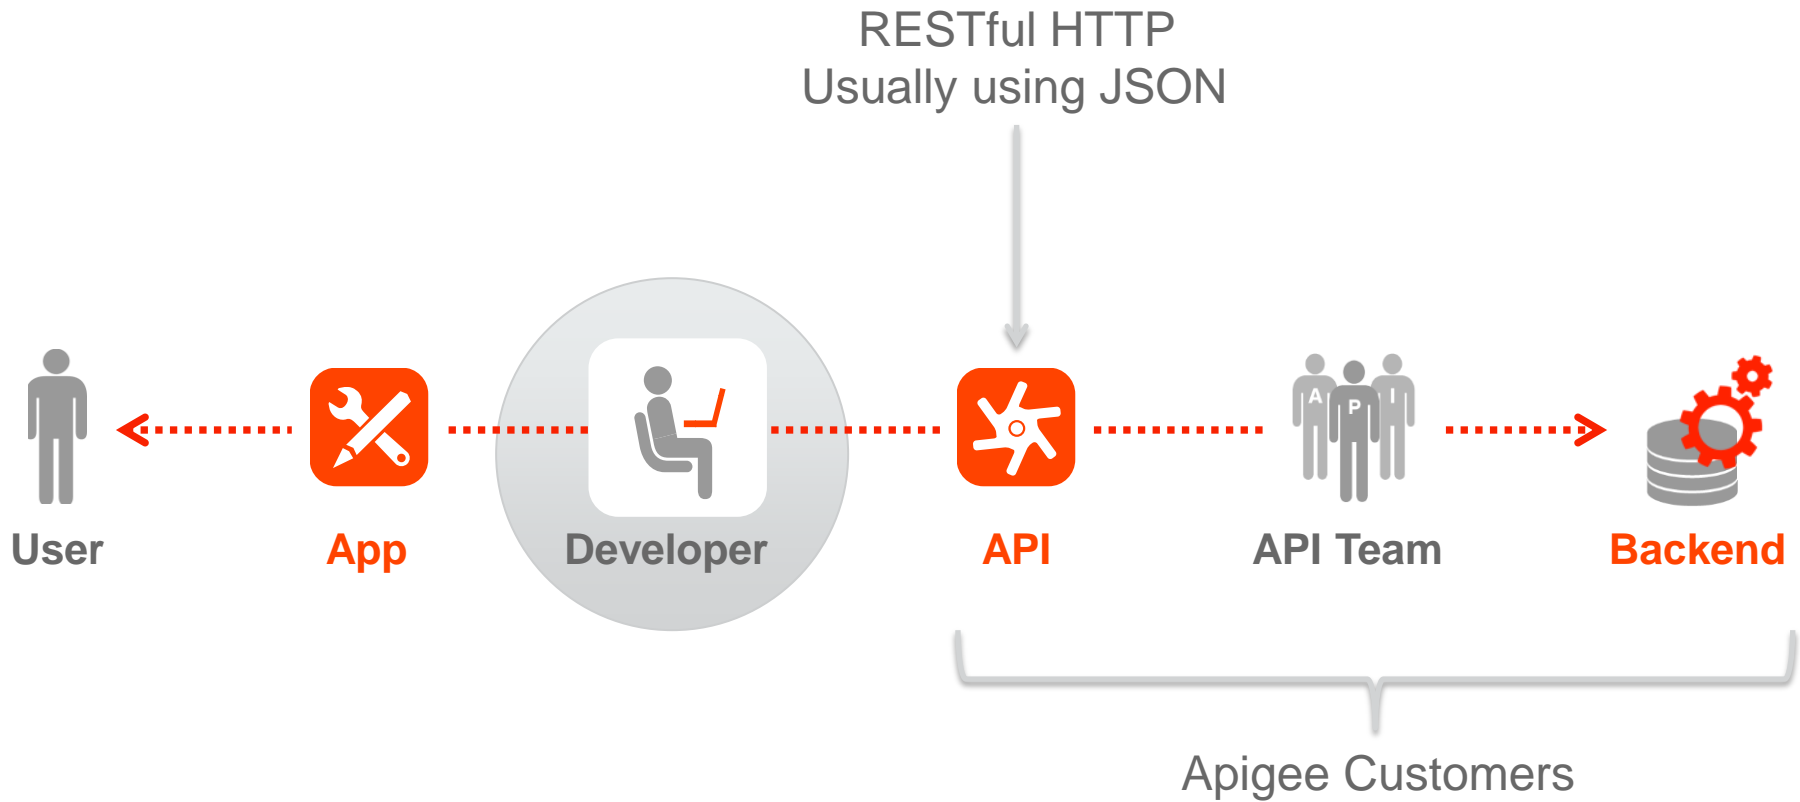 RESTful HTTP
Usually using JSON
A P I
User
App
Developer
API
API Team
Backend
Apigee Customers